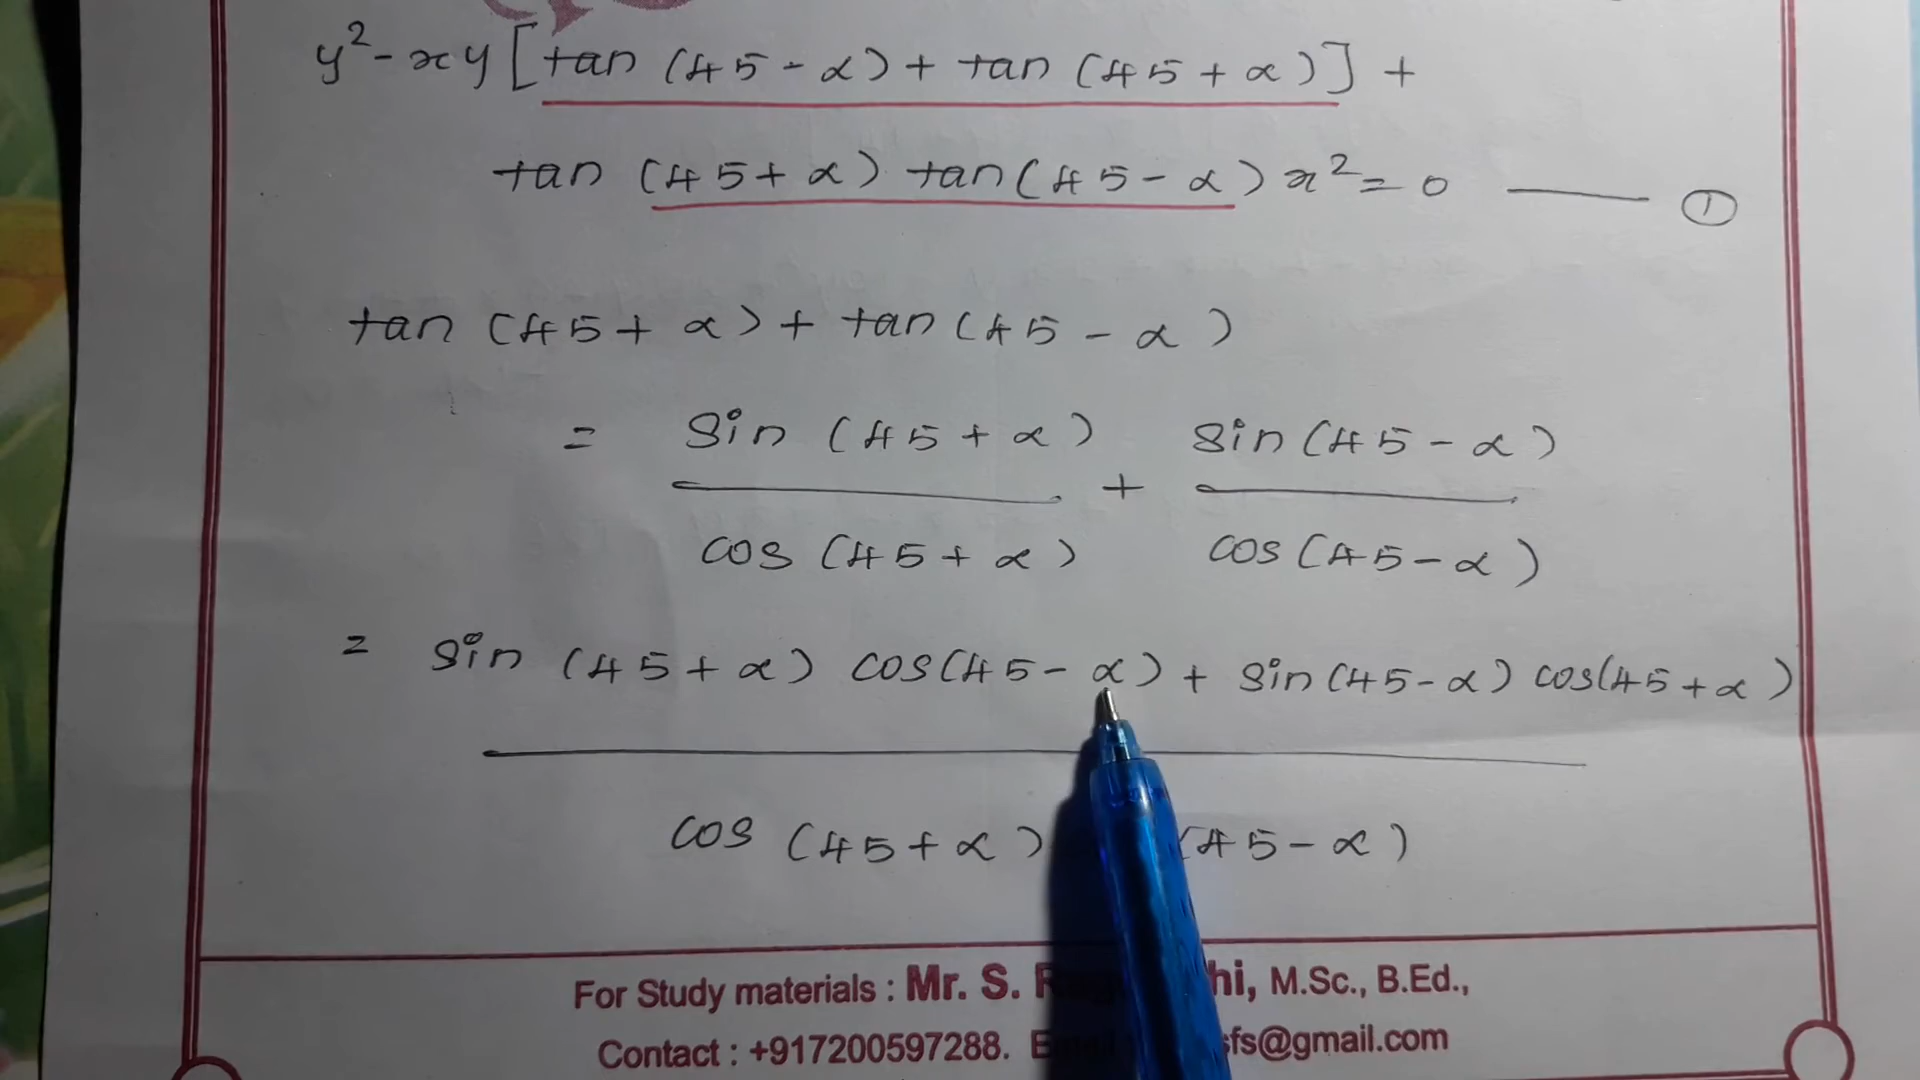 y² - xy [tan (45 - α) + tan (45 + α)] +
tan (45 + α) tan (45 - α) x² = 0 ——— ①
tan (45 + α) + tan (45 - α)
= sin (45 + α) / cos (45 + α) + sin (45 - α) / cos (45 - α)
= sin (45 + α) cos (45 - α) + sin (45 - α) cos (45 + α)
cos (45 + α) (45 - α)
For Study materials : Mr. S. hi, M.Sc., B.Ed.,
Contact : +917200597288. sfs@gmail.com